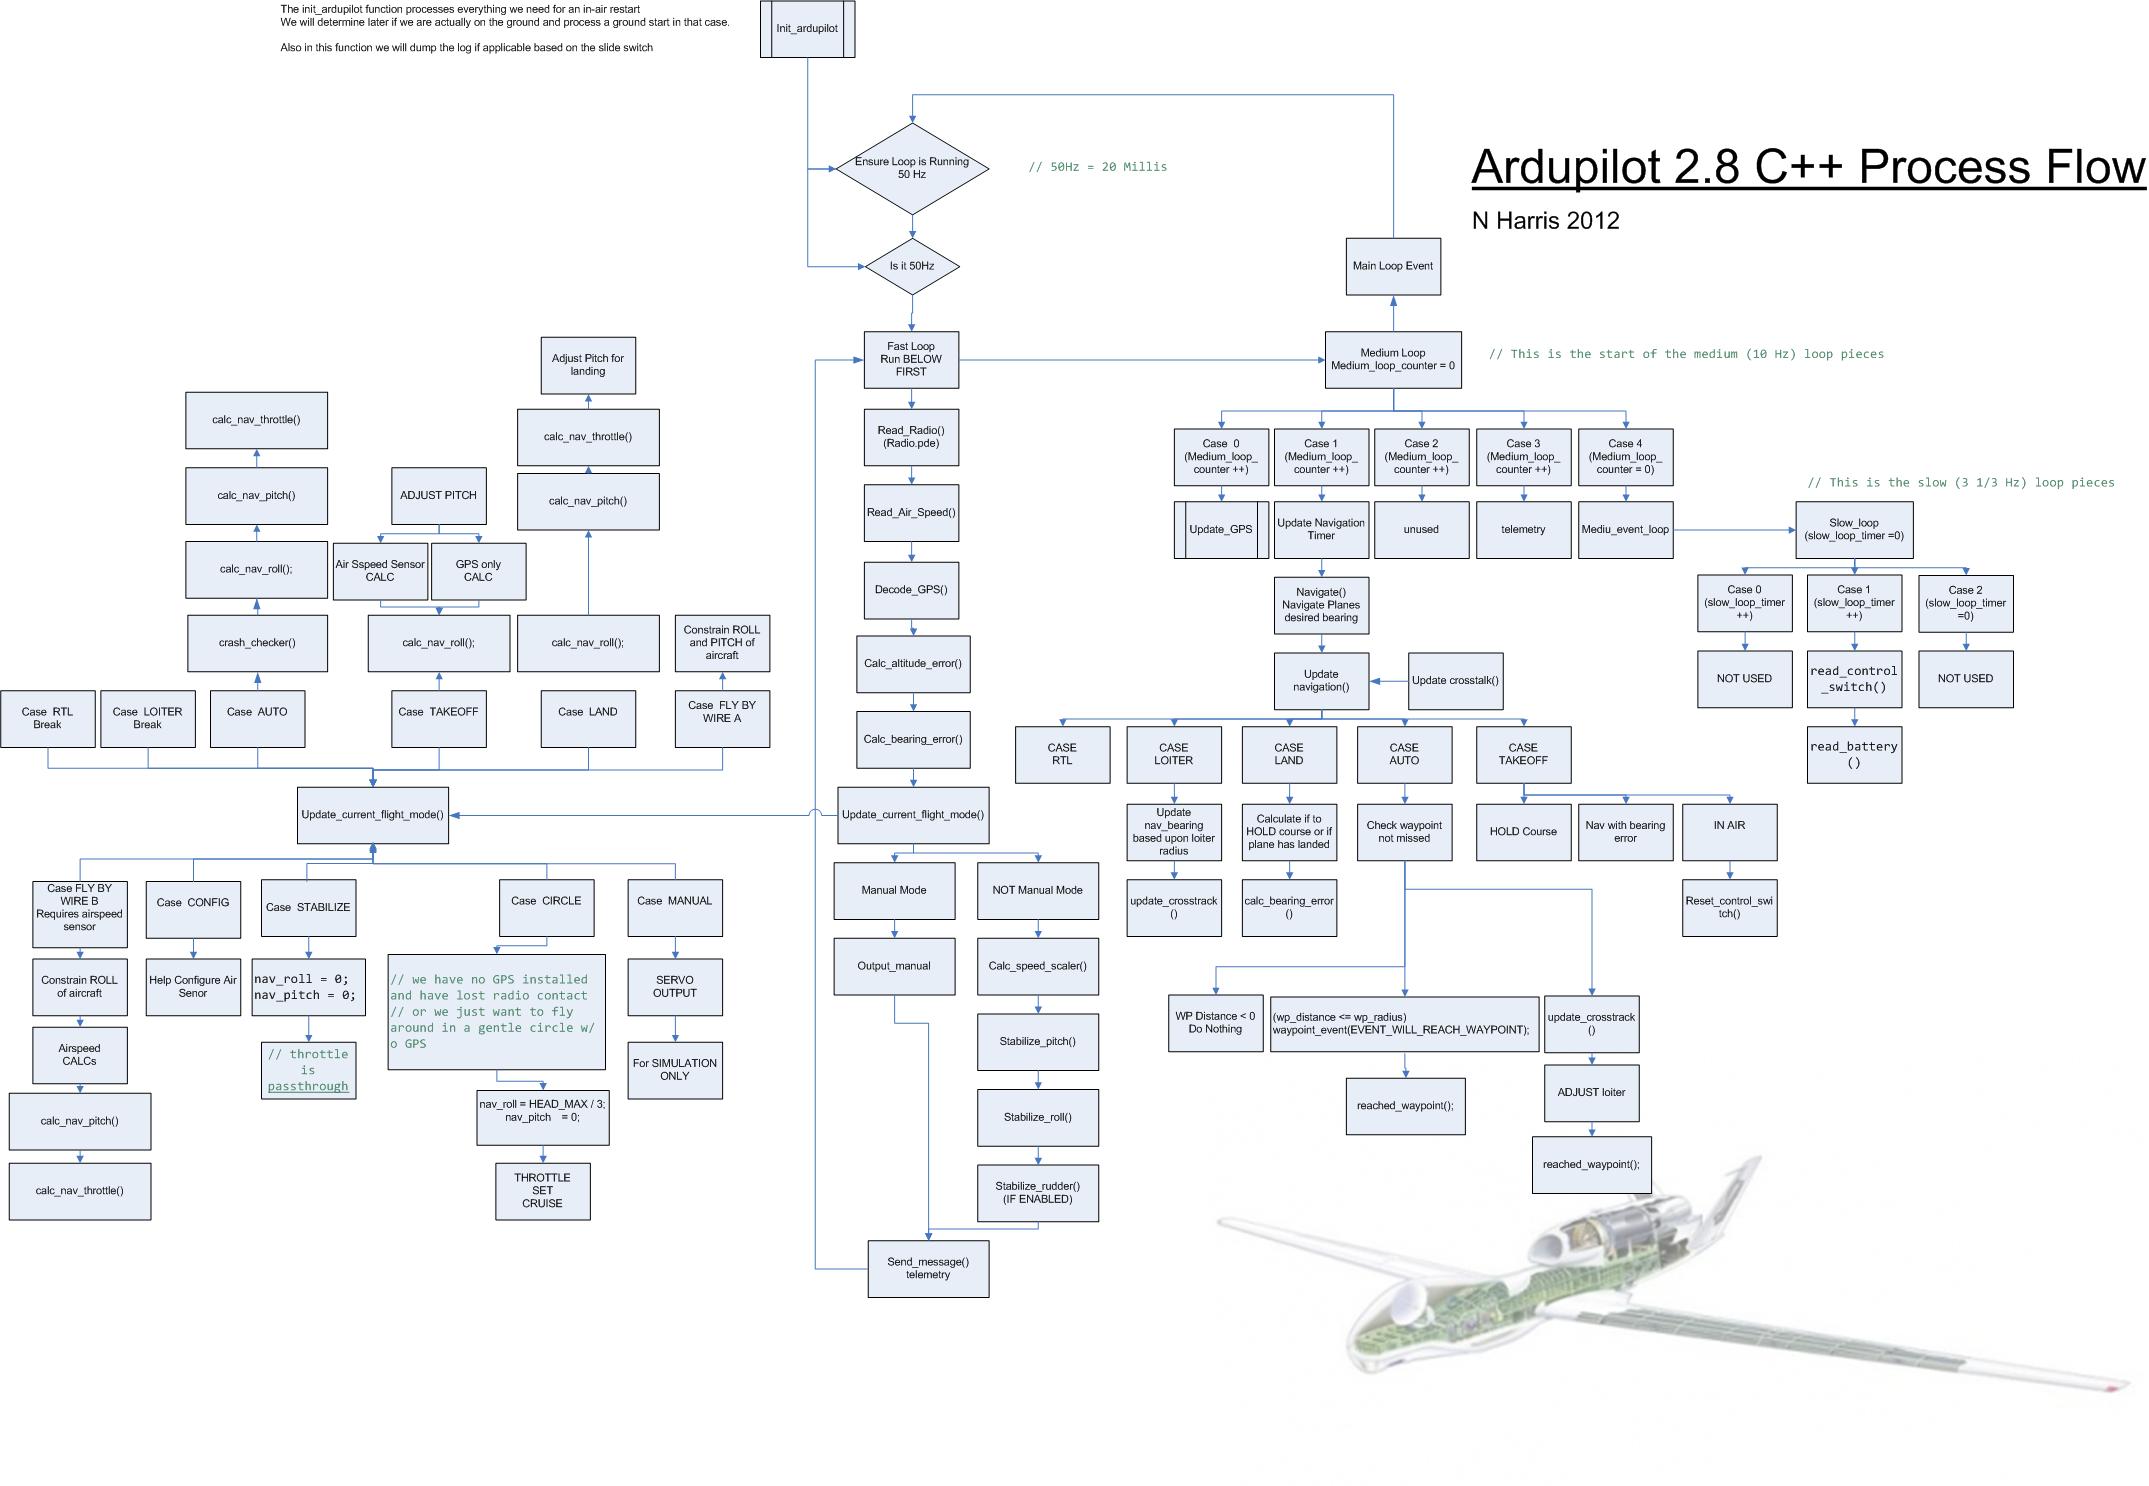 The init_ardupilot function processes everything we need for an in-air restart
We will determine later if we are actually on the ground and process a ground start in that case.
Also in this function we will dump the log if applicable based on the slide switch
Init_ardupilot
Ensure Loop is Running
50 Hz
// 50Hz = 20 Millis
Ardupilot 2.8 C++ Process Flow
N Harris 2012
Is it 50Hz
Main Loop Event
Fast Loop
Run BELOW
FIRST
Medium Loop
Medium_loop_counter = 0
// This is the start of the medium (10 Hz) loop pieces
Adjust Pitch for
landing
calc_nav_throttle()
calc_nav_throttle()
Read_Radio()
(Radio.pde)
Case  0
(Medium_loop_
counter ++)
Case 1
(Medium_loop_
counter ++)
Case 2
(Medium_loop_
counter ++)
Case 3
(Medium_loop_
counter ++)
Case 4
(Medium_loop_
counter = 0)
// This is the slow (3 1/3 Hz) loop pieces
calc_nav_pitch()
ADJUST PITCH
calc_nav_pitch()
Read_Air_Speed()
Update_GPS
Update Navigation
Timer
unused
telemetry
Mediu_event_loop
Slow_loop
(slow_loop_timer =0)
calc_nav_roll();
Air Sspeed Sensor
CALC
GPS only
CALC
Decode_GPS()
Navigate()
Navigate Planes
desired bearing
Case 0
(slow_loop_timer
++)
Case 1
(slow_loop_timer
++)
Case 2
(slow_loop_timer
=0)
crash_checker()
calc_nav_roll();
calc_nav_roll();
Constrain ROLL
and PITCH of
aircraft
Calc_altitude_error()
Update
navigation()
Update crosstalk()
NOT USED
read_control
_switch()
NOT USED
Case  RTL
Break
Case  LOITER
Break
Case  AUTO
Case  TAKEOFF
Case  LAND
Case  FLY BY
WIRE A
Calc_bearing_error()
CASE
RTL
CASE
LOITER
CASE
LAND
CASE
AUTO
CASE
TAKEOFF
read_battery
()
Update_current_flight_mode()
Update_current_flight_mode()
Update
nav_bearing
based upon loiter
radius
Calculate if to
HOLD course or if
plane has landed
Check waypoint
not missed
HOLD Course
Nav with bearing
error
IN AIR
Case FLY BY
WIRE B
Requires airspeed
sensor
Case  CONFIG
Case  STABILIZE
Case  CIRCLE
Case  MANUAL
Manual Mode
NOT Manual Mode
update_crosstrack
()
calc_bearing_error
()
Reset_control_swi
tch()
Constrain ROLL
of aircraft
Help Configure Air
Senor
nav_roll = 0;
nav_pitch = 0;
// we have no GPS installed
and have lost radio contact
// or we just want to fly
around in a gentle circle w/
o GPS
SERVO
OUTPUT
Output_manual
Calc_speed_scaler()
WP Distance < 0
Do Nothing
(wp_distance <= wp_radius)
waypoint_event(EVENT_WILL_REACH_WAYPOINT);
update_crosstrack
()
Airspeed
CALCs
// throttle
is
passthrough
For SIMULATION
ONLY
Stabilize_pitch()
calc_nav_pitch()
nav_roll = HEAD_MAX / 3;
nav_pitch   = 0;
Stabilize_roll()
reached_waypoint();
ADJUST loiter
calc_nav_throttle()
THROTTLE
SET
CRUISE
Stabilize_rudder()
(IF ENABLED)
reached_waypoint();
Send_message()
telemetry